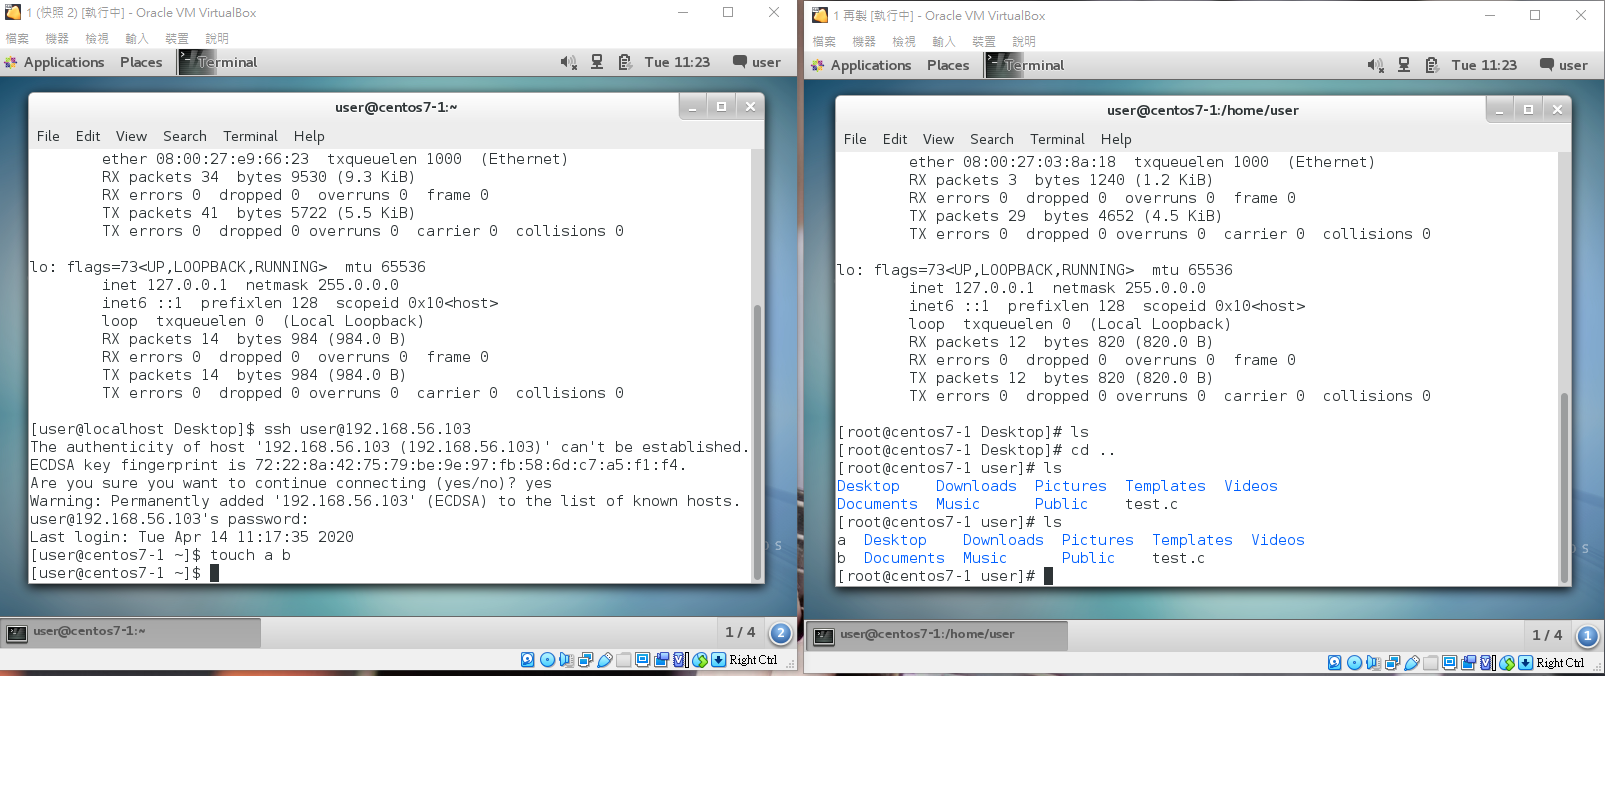 1 (快照 2) [執行中] - Oracle VM VirtualBox
檔案 機器 檢視 輸入 裝置 說明
Applications Places Terminal Tue 11:23 user
user@centos7-1:~
File Edit View Search Terminal Help
ether 08:00:27:e9:66:23 txqueuelen 1000 (Ethernet)
RX packets 34 bytes 9530 (9.3 KiB)
RX errors 0 dropped 0 overruns 0 frame 0
TX packets 41 bytes 5722 (5.5 KiB)
TX errors 0 dropped 0 overruns 0 carrier 0 collisions 0
lo: flags=73<UP,LOOPBACK,RUNNING> mtu 65536
inet 127.0.0.1 netmask 255.0.0.0
inet6 ::1 prefixlen 128 scopeid 0x10<host>
loop txqueuelen 0 (Local Loopback)
RX packets 14 bytes 984 (984.0 B)
RX errors 0 dropped 0 overruns 0 frame 0
TX packets 14 bytes 984 (984.0 B)
TX errors 0 dropped 0 overruns 0 carrier 0 collisions 0
[user@localhost Desktop]$ ssh user@192.168.56.103
The authenticity of host '192.168.56.103 (192.168.56.103)' can't be established.
ECDSA key fingerprint is 72:22:8a:42:75:79:be:9e:97:fb:58:6d:c7:a5:f1:f4.
Are you sure you want to continue connecting (yes/no)? yes
Warning: Permanently added '192.168.56.103' (ECDSA) to the list of known hosts.
user@192.168.56.103's password:
Last login: Tue Apr 14 11:17:35 2020
[user@centos7-1 ~]$ touch a b
[user@centos7-1 ~]$
user@centos7-1:~
1 / 4
2
Right Ctrl
1 再製 [執行中] - Oracle VM VirtualBox
檔案 機器 檢視 輸入 裝置 說明
Applications Places Terminal Tue 11:23 user
user@centos7-1:/home/user
File Edit View Search Terminal Help
ether 08:00:27:03:8a:18 txqueuelen 1000 (Ethernet)
RX packets 3 bytes 1240 (1.2 KiB)
RX errors 0 dropped 0 overruns 0 frame 0
TX packets 29 bytes 4652 (4.5 KiB)
TX errors 0 dropped 0 overruns 0 carrier 0 collisions 0
lo: flags=73<UP,LOOPBACK,RUNNING> mtu 65536
inet 127.0.0.1 netmask 255.0.0.0
inet6 ::1 prefixlen 128 scopeid 0x10<host>
loop txqueuelen 0 (Local Loopback)
RX packets 12 bytes 820 (820.0 B)
RX errors 0 dropped 0 overruns 0 frame 0
TX packets 12 bytes 820 (820.0 B)
TX errors 0 dropped 0 overruns 0 carrier 0 collisions 0
[root@centos7-1 Desktop]# ls
[root@centos7-1 Desktop]# cd ..
[root@centos7-1 user]# ls
Desktop Downloads Pictures Templates Videos
Documents Music Public test.c
[root@centos7-1 user]# ls
a Desktop Downloads Pictures Templates Videos
b Documents Music Public test.c
[root@centos7-1 user]#
user@centos7-1:/home/user
1 / 4
1
Right Ctrl